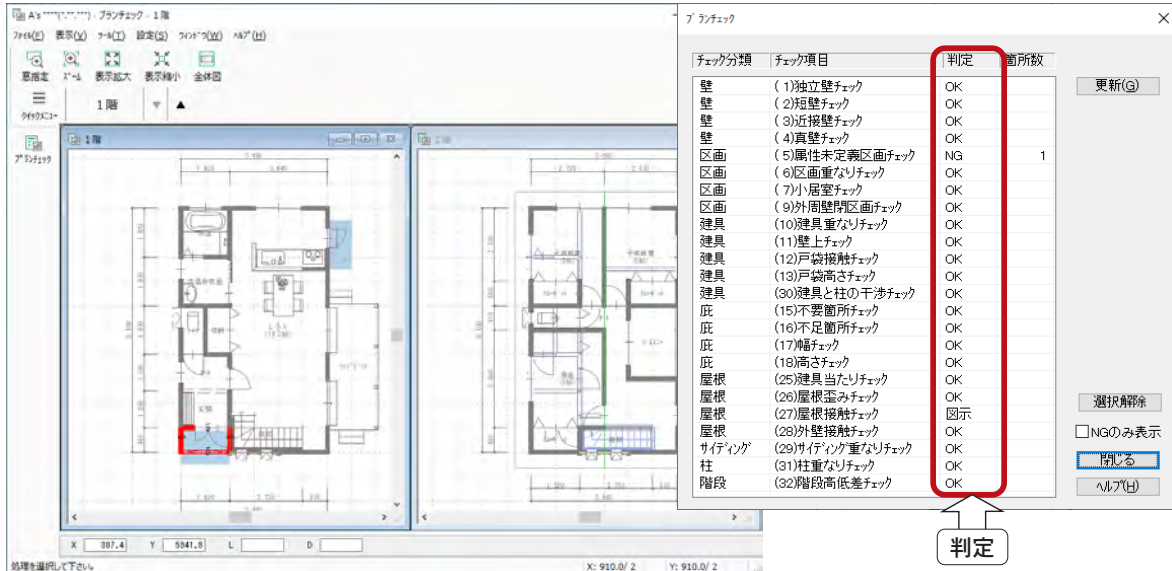 A's ****(*.**.***) - プランチェック - 1 階
ﾌｧｲﾙ(F) 表示(V) ﾂｰﾙ(T) 設定(S) ｳｨﾝﾄﾞｳ(W) ﾍﾙﾌﾟ(H)
窓指定 ｽﾞｰﾑ 表示拡大 表示縮小 全体図
ｸｲｯｸﾒﾆｭｰ 1 階 ▼ ▲
ﾌﾟﾗﾝﾁｪｯｸ
1 階
X 387.4 Y 5941.8 L D
処理を選択して下さい。 X: 910.0/ 2 Y: 910.0/ 2
ﾌﾟﾗﾝﾁｪｯｸ
チェック分類 チェック項目 判定 箇所数
壁 ( 1)独立壁チェック OK
壁 ( 2)短壁チェック OK
壁 ( 3)近接壁チェック OK
壁 ( 4)真壁チェック OK
区画 ( 5)属性未定義区画チェック NG 1
区画 ( 6)区画重なりチェック OK
区画 ( 7)小居室チェック OK
区画 ( 9)外周壁閉区画チェック OK
建具 (10)建具重なりチェック OK
建具 (11)壁上チェック OK
建具 (12)戸袋接触チェック OK
建具 (13)戸袋高さチェック OK
建具 (30)建具と柱の干渉チェック OK
庇 (15)不要箇所チェック OK
庇 (16)不足箇所チェック OK
庇 (17)幅チェック OK
庇 (18)高さチェック OK
屋根 (25)建具当たりチェック OK
屋根 (26)屋根歪みチェック OK
屋根 (27)屋根接触チェック 図示
屋根 (28)外壁接触チェック OK
サイディング (29)サイディング重なりチェック OK
柱 (31)柱重なりチェック OK
階段 (32)階段高低差チェック OK
更新(G)
選択解除
NGのみ表示
閉じる
ﾍﾙﾌﾟ(H)
判定